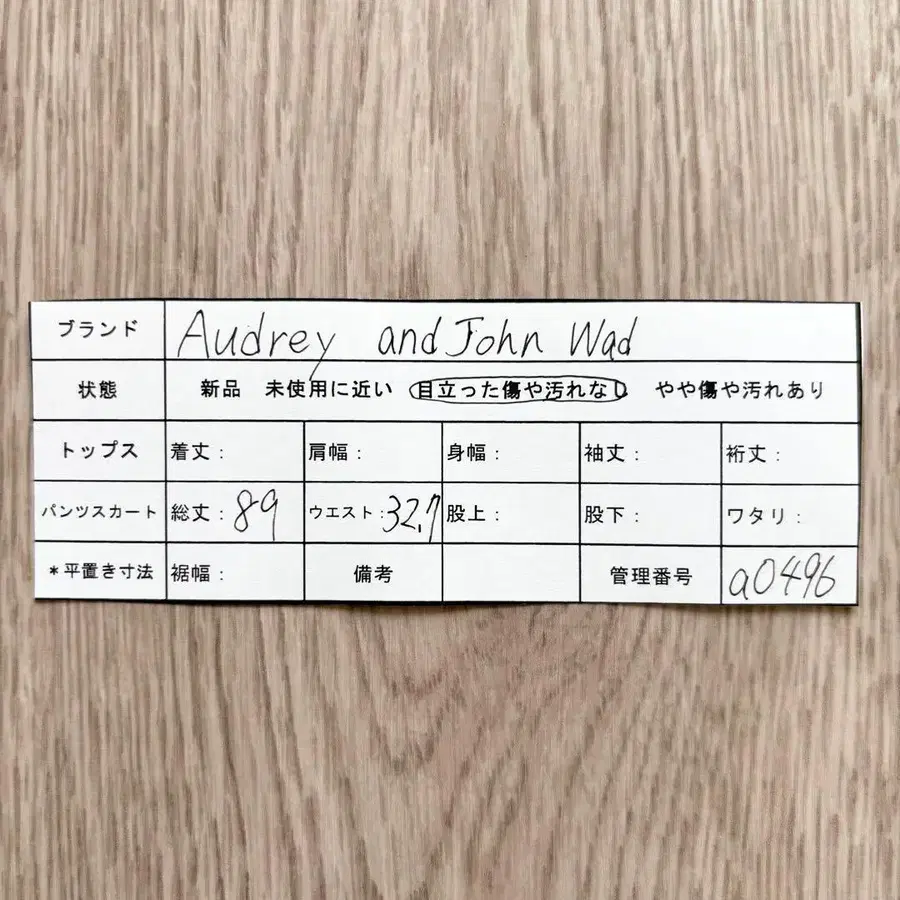 ブランド Audrey and John Wad
状態 新品 未使用に近い 目立った傷や汚れなし やや傷や汚れあり
トップス 着丈: 肩幅: 身幅: 袖丈: 裄丈:
パンツスカート 総丈:89 ウエスト:32,7 股上: 股下: ワタリ:
*平置き寸法 裾幅: 備考 管理番号 a0496